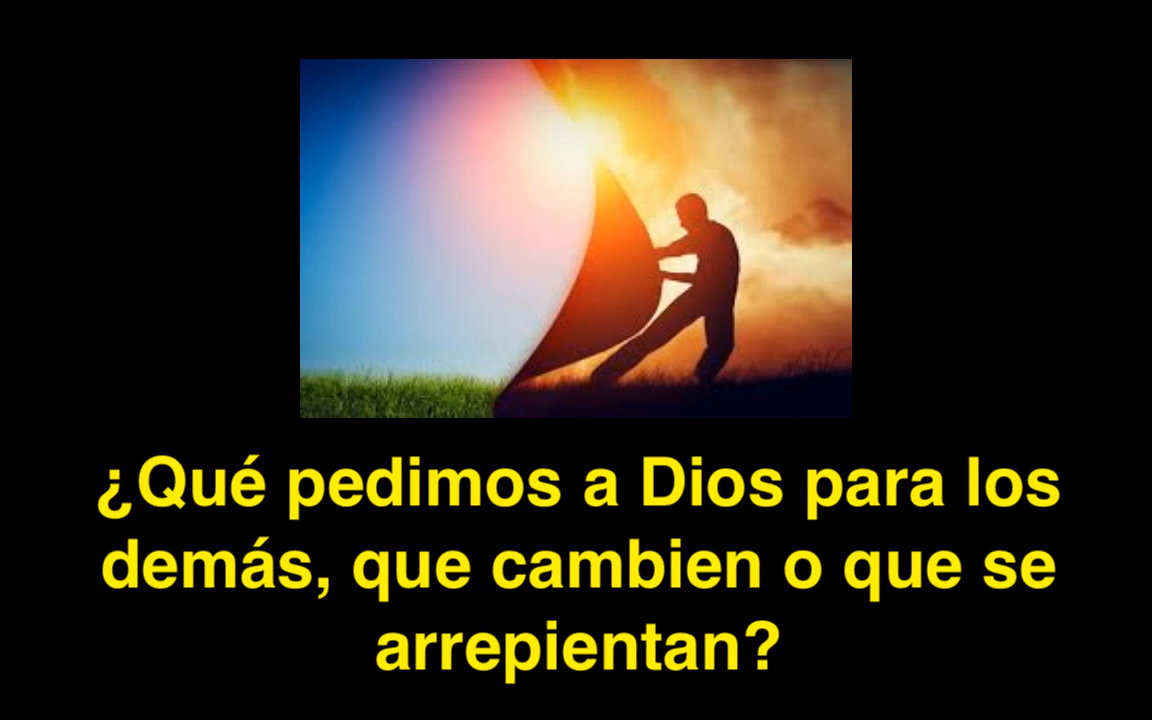 ¿Qué pedimos a Dios para los
demás, que cambien o que se
arrepientan?